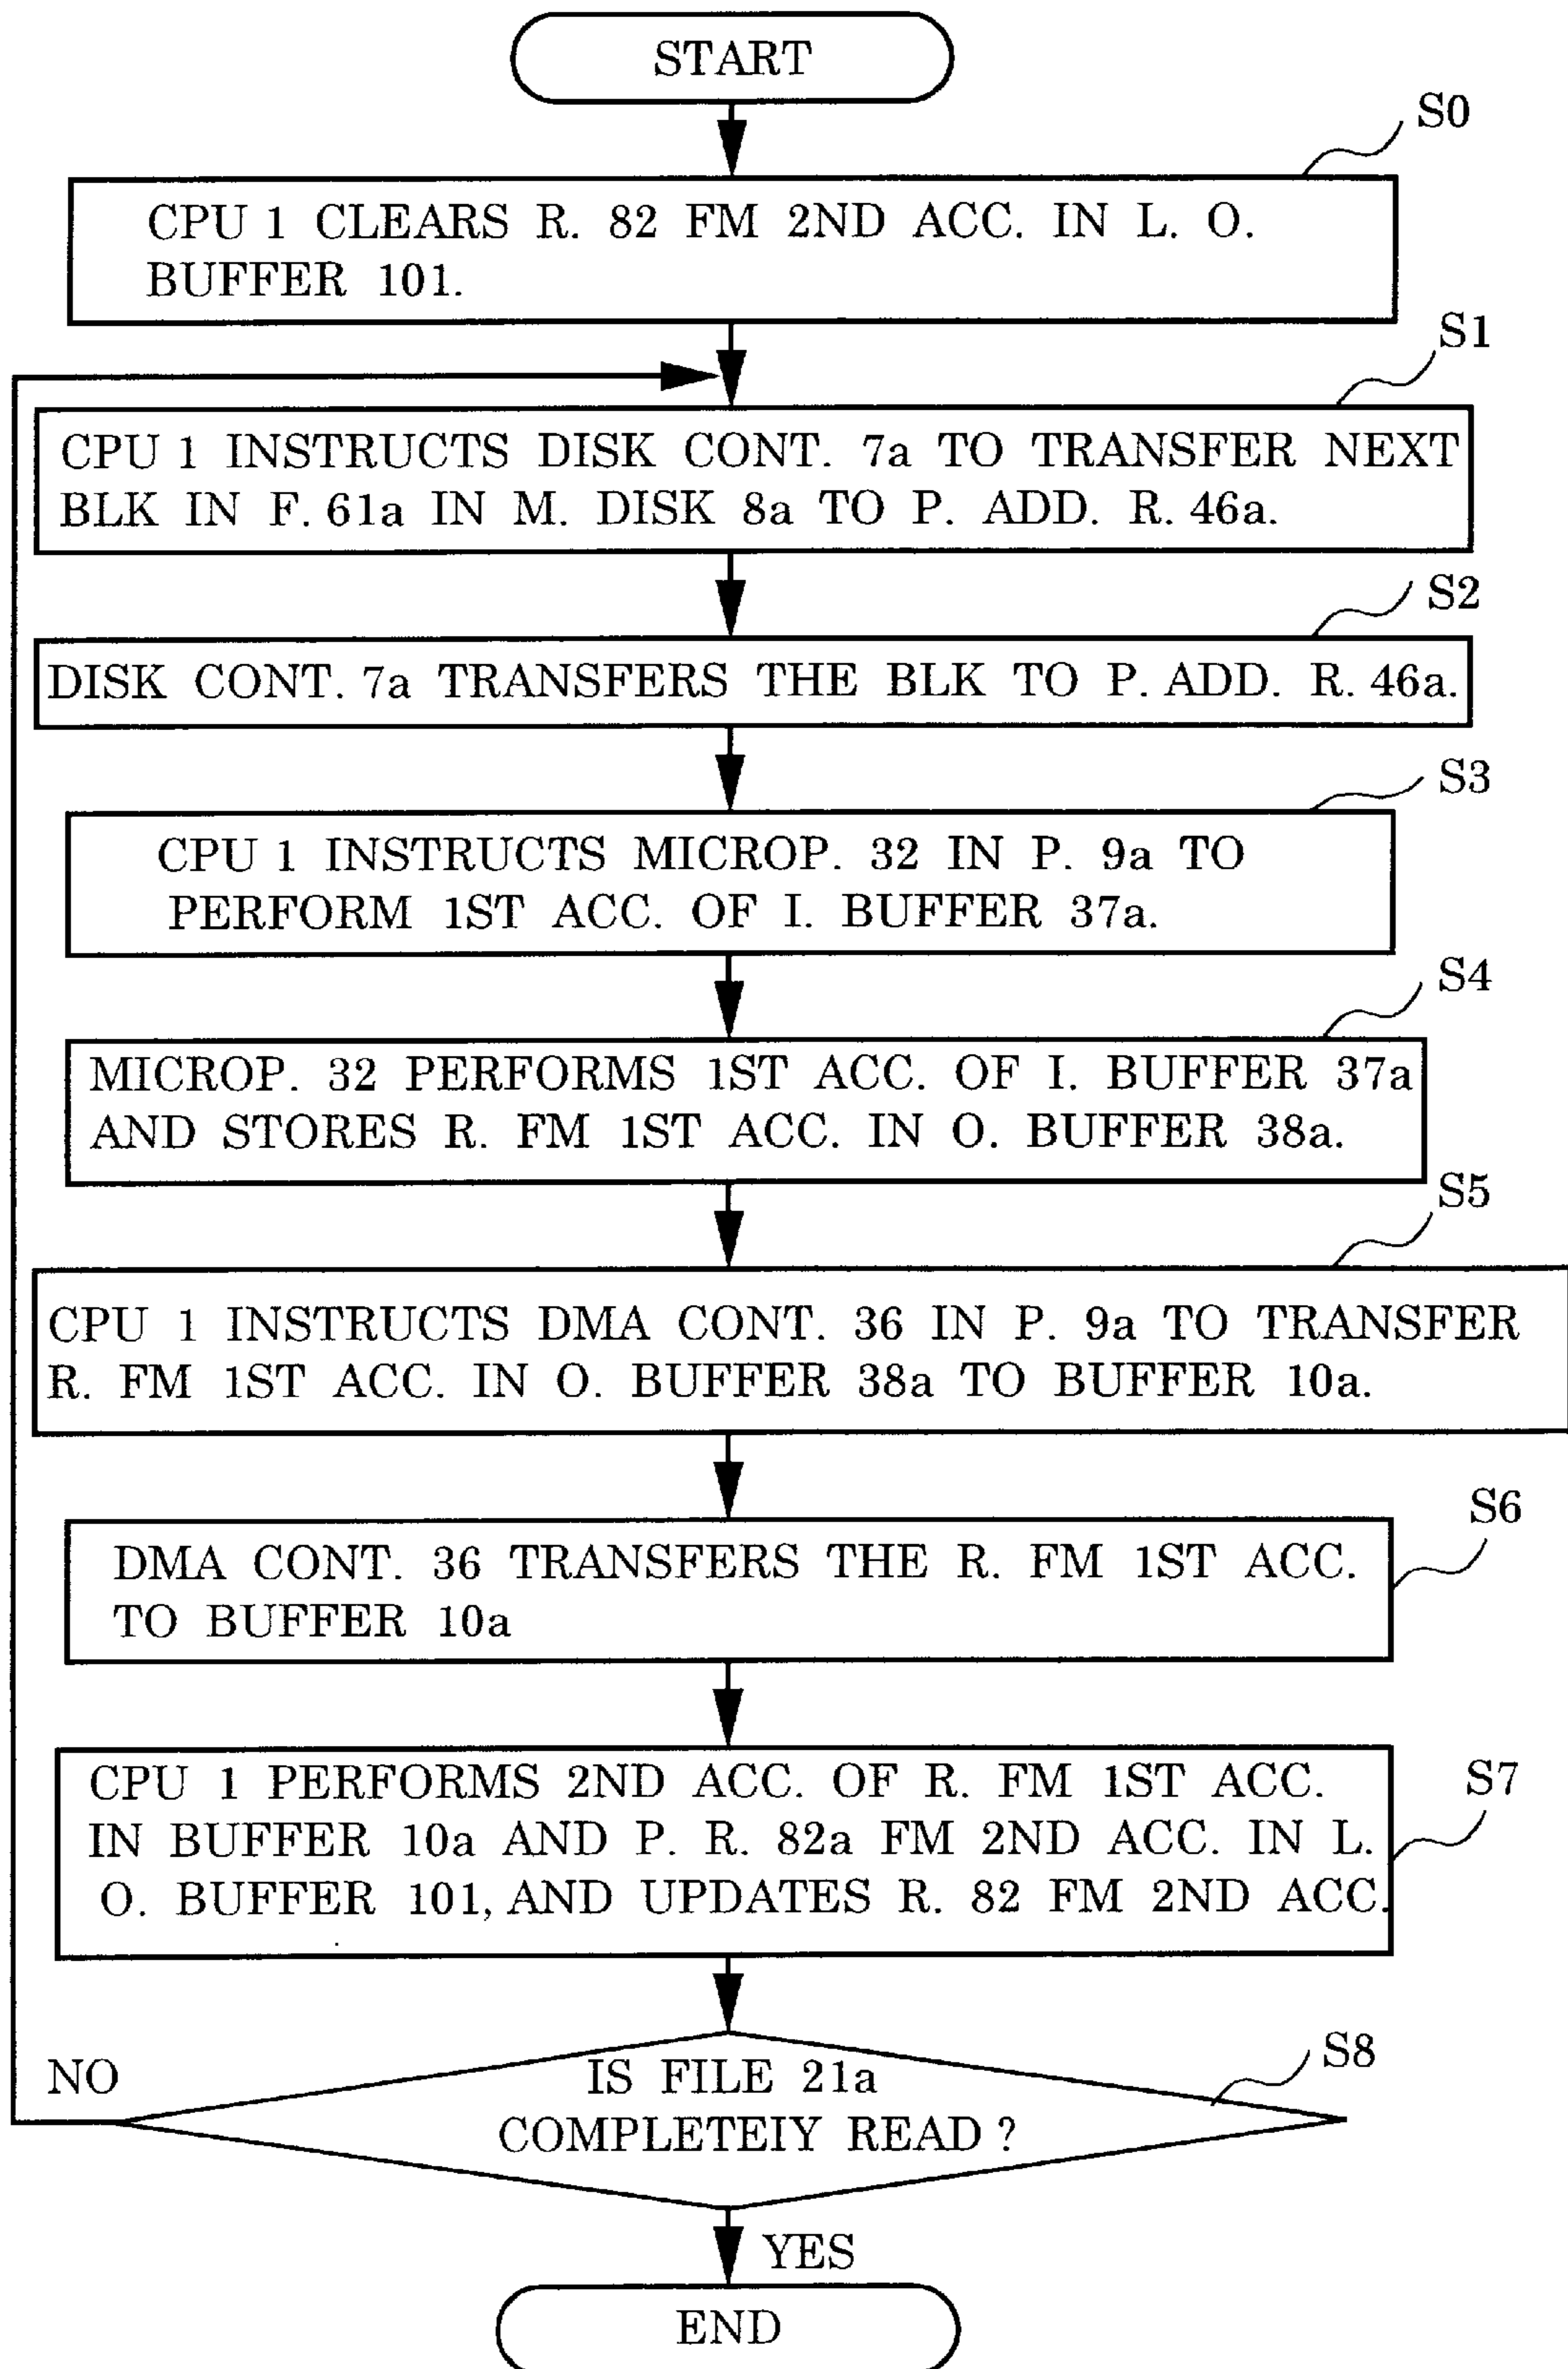 START
S0
CPU 1 CLEARS R. 82 FM 2ND ACC. IN L. O.
BUFFER 101.
S1
CPU 1 INSTRUCTS DISK CONT. 7a TO TRANSFER NEXT
BLK IN F. 61a IN M. DISK 8a TO P. ADD. R. 46a.
S2
DISK CONT. 7a TRANSFERS THE BLK TO P. ADD. R. 46a.
S3
CPU 1 INSTRUCTS MICROP. 32 IN P. 9a TO
PERFORM 1ST ACC. OF I. BUFFER 37a.
S4
MICROP. 32 PERFORMS 1ST ACC. OF I. BUFFER 37a
AND STORES R. FM 1ST ACC. IN O. BUFFER 38a.
S5
CPU 1 INSTRUCTS DMA CONT. 36 IN P. 9a TO TRANSFER
R. FM 1ST ACC. IN O. BUFFER 38a TO BUFFER 10a.
S6
DMA CONT. 36 TRANSFERS THE R. FM 1ST ACC.
TO BUFFER 10a
S7
CPU 1 PERFORMS 2ND ACC. OF R. FM 1ST ACC.
IN BUFFER 10a AND P. R. 82a FM 2ND ACC. IN L.
O. BUFFER 101, AND UPDATES R. 82 FM 2ND ACC.
S8
IS FILE 21a
COMPLETEIY READ ?
NO
YES
END